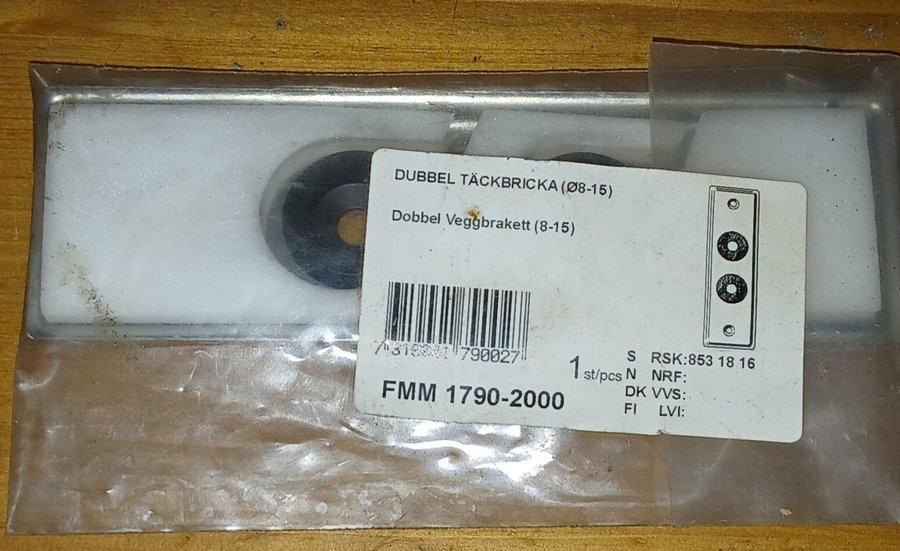 DUBBEL TÄCKBRICKA (Ø8-15)
Dobbel Veggbrakett (8-15)
790027
1 st/pcs
FMM 1790-2000
S RSK:853 18 16
N NRF:
DK VVS:
FI LVI: